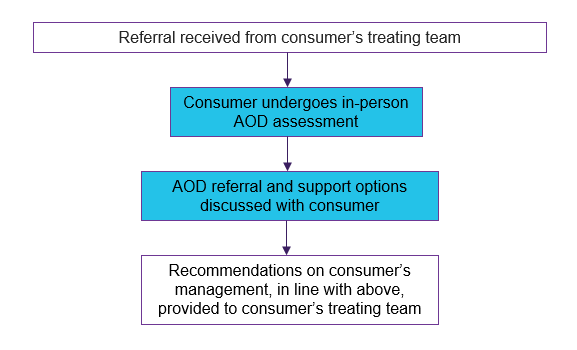 Referral received from consumer’s treating team
Consumer undergoes in-person
AOD assessment
AOD referral and support options
discussed with consumer
Recommendations on consumer’s
management, in line with above,
provided to consumer’s treating team